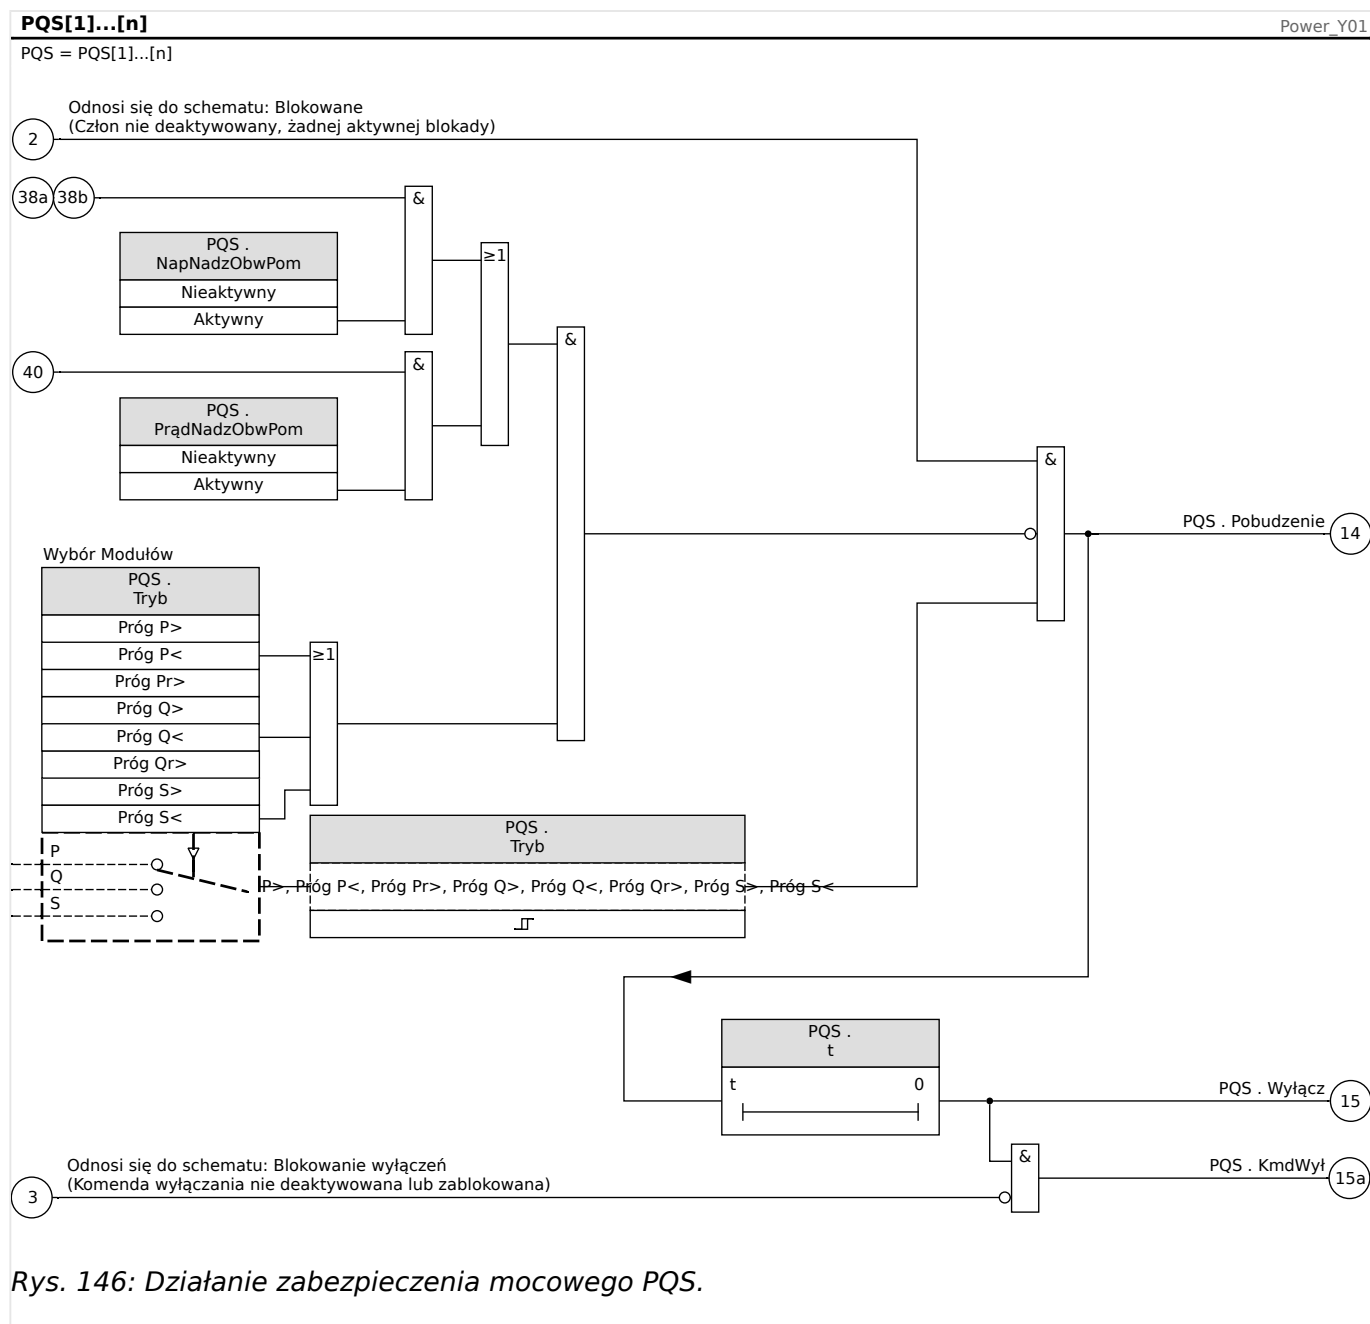 PQS[1]...[n]
Power_Y01
PQS = PQS[1]...[n]
Odnosi się do schematu: Blokowane
(Człon nie deaktywowany, żadnej aktywnej blokady)
2
38a 38b
&
PQS .
NapNadzObwPom
≥1
Nieaktywny
Aktywny
&
40
&
PQS .
PrądNadzObwPom
Nieaktywny
Aktywny
&
PQS . Pobudzenie
14
Wybór Modułów
PQS .
Tryb
Próg P>
Próg P<
≥1
Próg Pr>
Próg Q>
Próg Q<
Próg Qr>
Próg S>
Próg S<
PQS .
Tryb
P
Q
S
P>, Próg P<, Próg Pr>, Próg Q>, Próg Q<, Próg Qr>, Próg S>, Próg S<
PQS .
t
t 0
PQS . Wyłącz
15
&
Odnosi się do schematu: Blokowanie wyłączeń
(Komenda wyłączania nie deaktywowana lub zablokowana)
3
PQS . KmdWył
15a
Rys. 146: Działanie zabezpieczenia mocowego PQS.